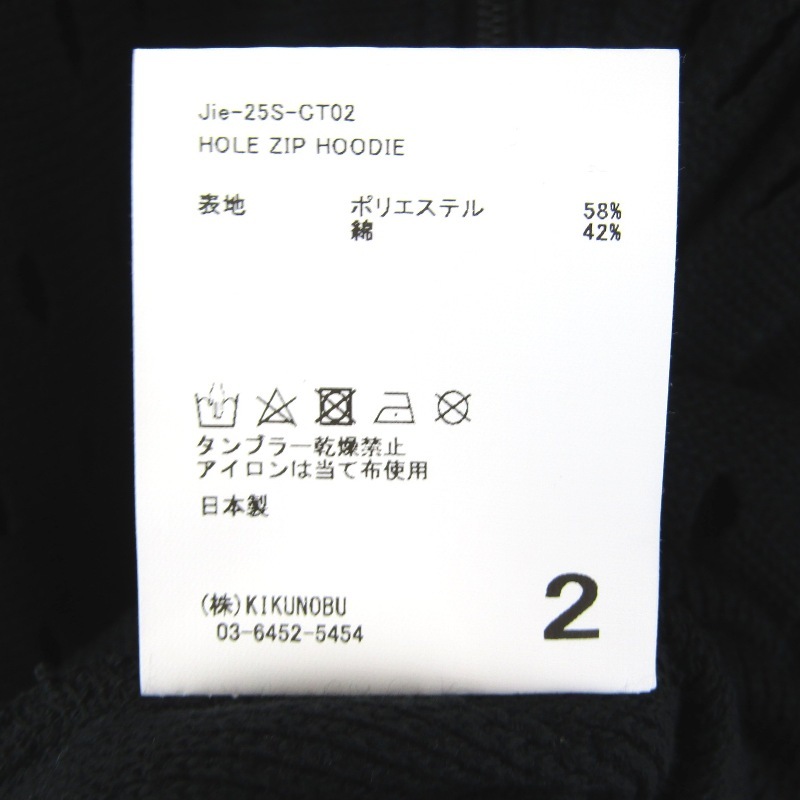 Jie-25S-CT02
HOLE ZIP HOODIE
表地 ポリエステル 58%
綿 42%
タンブラー乾燥禁止
アイロンは当て布使用
日本製
(株)KIKUNOBU
03-6452-5454
2